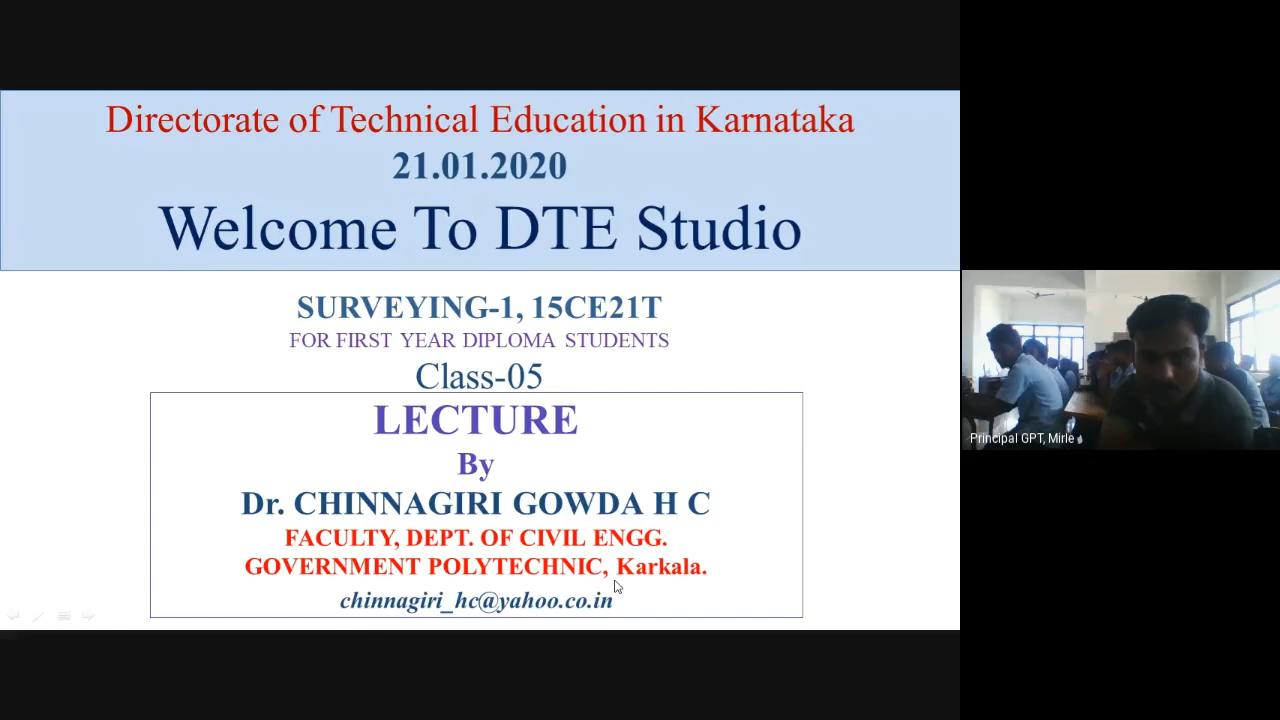 Directorate of Technical Education in Karnataka
21.01.2020
Welcome To DTE Studio
SURVEYING-1, 15CE21T
FOR FIRST YEAR DIPLOMA STUDENTS
Class-05
LECTURE
By
Dr. CHINNAGIRI GOWDA H C
FACULTY, DEPT. OF CIVIL ENGG.
GOVERNMENT POLYTECHNIC, Karkala.
chinnagiri_hc@yahoo.co.in
Principal GPT, Mirle